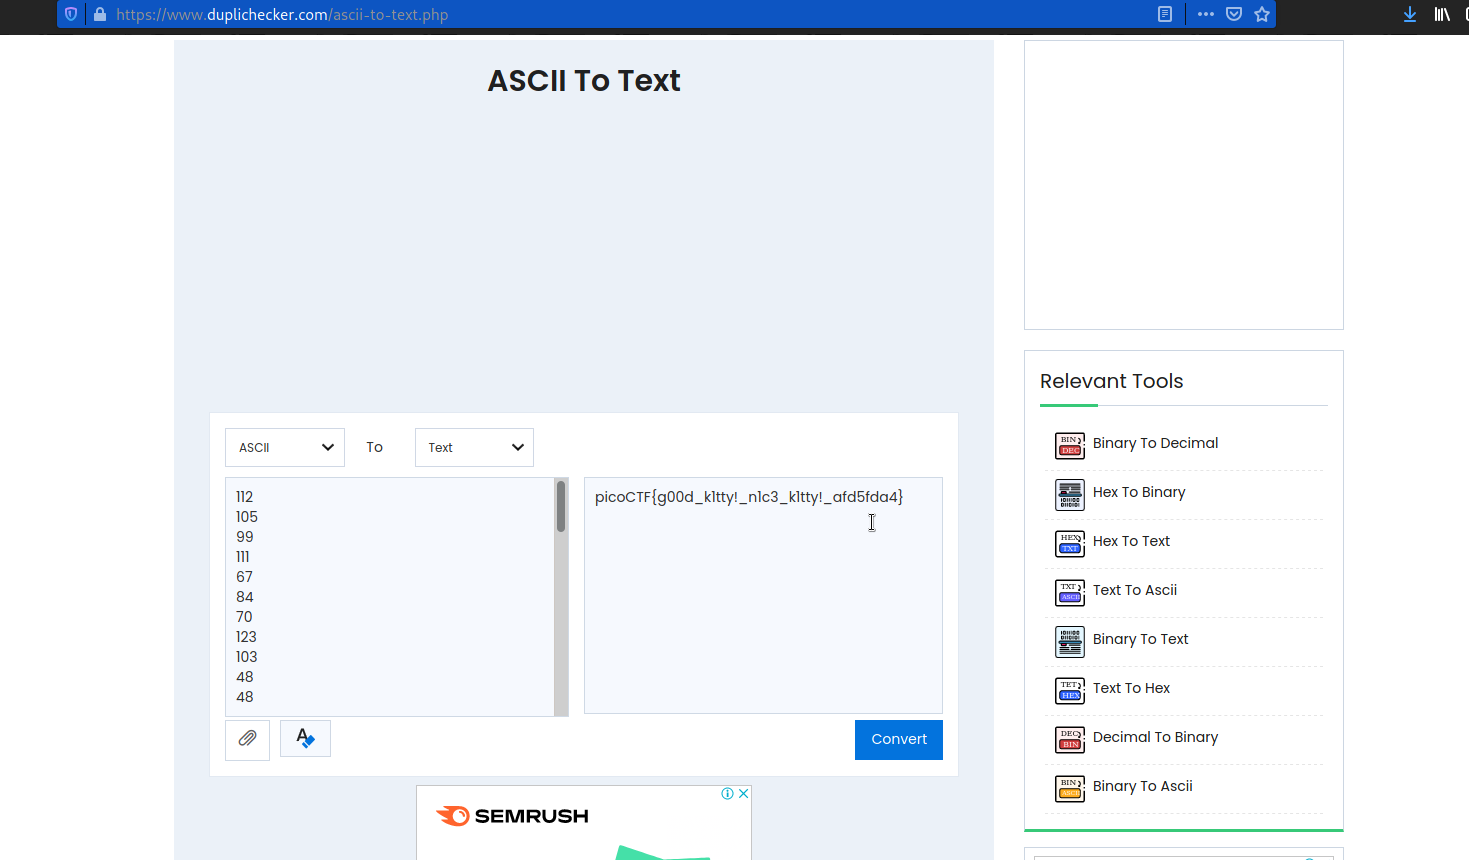 https://www.duplichecker.com/ascii-to-text.php
ASCII To Text
ASCII
To
Text
112
105
99
111
67
84
70
123
103
48
48
picoCTF{g00d_k1tty!_n1c3_k1tty!_afd5fda4}
Convert
SEMRUSH
Relevant Tools
BIN
DEC
Binary To Decimal
Hex To Binary
HEX
TXT
Hex To Text
TXT
ASCII
Text To Ascii
Binary To Text
TET
HEX
Text To Hex
DEC
BIN
Decimal To Binary
BIN
ASCII
Binary To Ascii